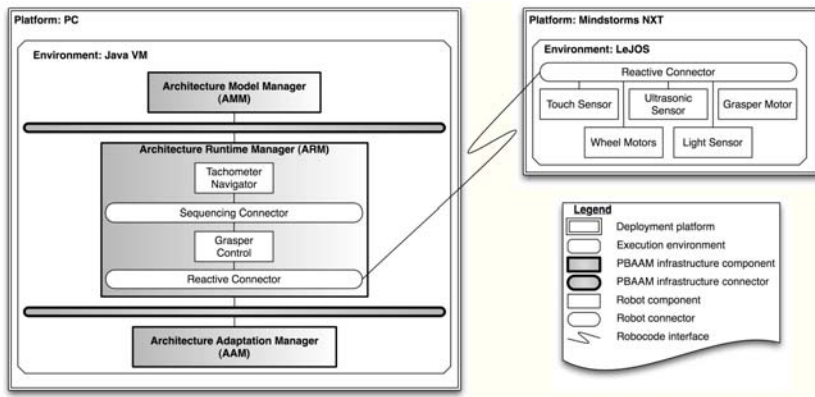 Platform: PC
Environment: Java VM
Architecture Model Manager
(AMM)
Architecture Runtime Manager (ARM)
Tachometer
Navigator
Sequencing Connector
Grasper
Control
Reactive Connector
Architecture Adaptation Manager
(AAM)
Platform: Mindstorms NXT
Environment: LeJOS
Reactive Connector
Touch Sensor
Ultrasonic
Sensor
Grasper Motor
Wheel Motors
Light Sensor
Legend
Deployment platform
Execution environment
PBAAM infrastructure component
PBAAM infrastructure connector
Robot component
Robot connector
Robocode interface